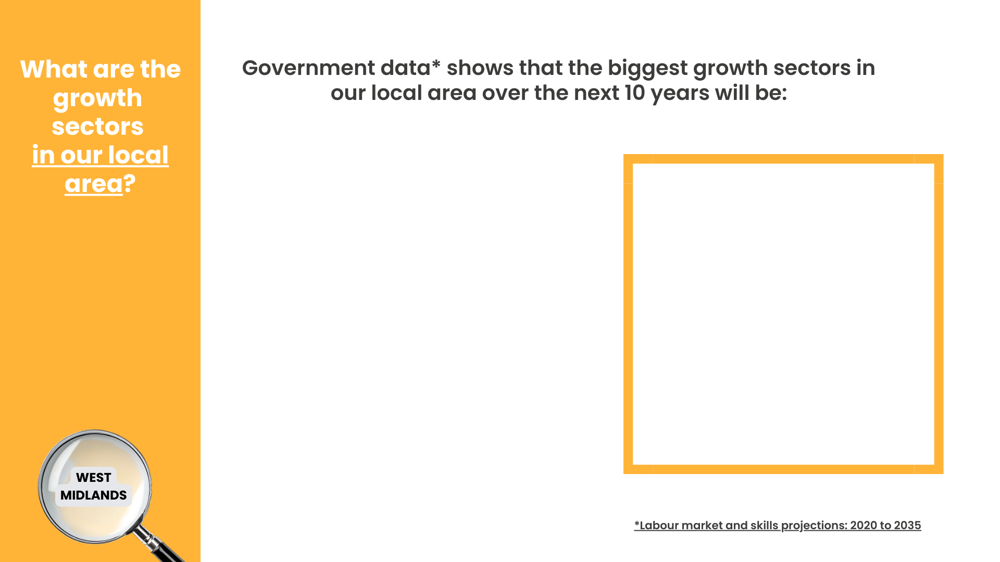 What are the
growth
sectors
in our local
area?
Government data* shows that the biggest growth sectors in
our local area over the next 10 years will be:
WEST
MIDLANDS
*Labour market and skills projections: 2020 to 2035